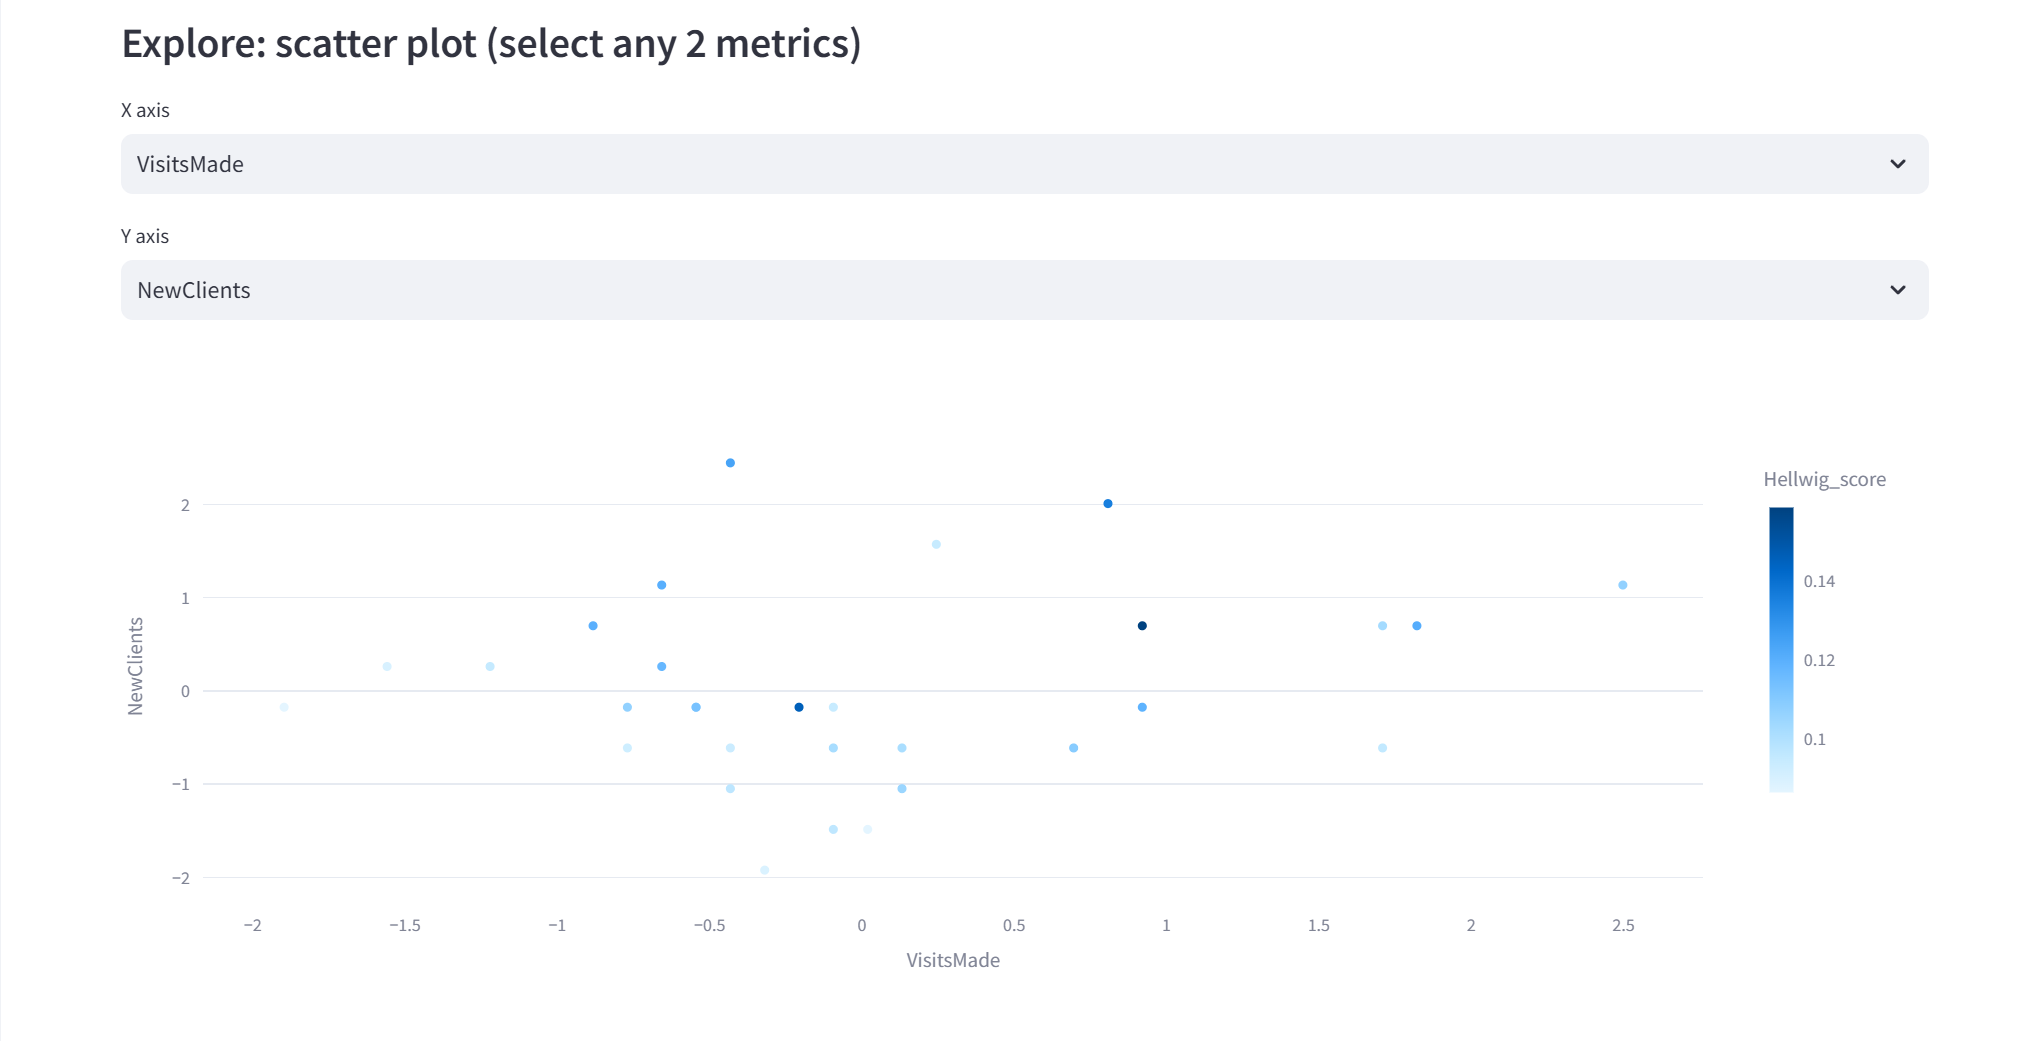 Explore: scatter plot (select any 2 metrics)
X axis
VisitsMade
Y axis
NewClients
Hellwig_score
0.14
0.12
0.1
NewClients
2
1
0
−1
−2
−2
−1.5
−1
−0.5
0
0.5
1
1.5
2
2.5
VisitsMade